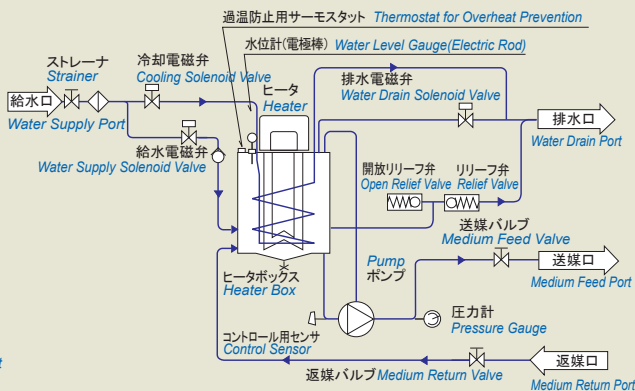 過温防止用サーモスタット Thermostat for Overheat Prevention
水位計(電極棒) Water Level Gauge(Electric Rod)
ストレーナ
Strainer
冷却電磁弁
Cooling Solenoid Valve
ヒータ
Heater
排水電磁弁
Water Drain Solenoid Valve
給水口
Water Supply Port
排水口
Water Drain Port
給水電磁弁
Water Supply Solenoid Valve
開放リリーフ弁
Open Relief Valve
リリーフ弁
Relief Valve
送媒バルブ
Medium Feed Valve
送媒口
Medium Feed Port
Pump
ポンプ
ヒータボックス
Heater Box
圧力計
Pressure Gauge
コントロール用センサ
Control Sensor
返媒バルブ Medium Return Valve
返媒口
Medium Return Port